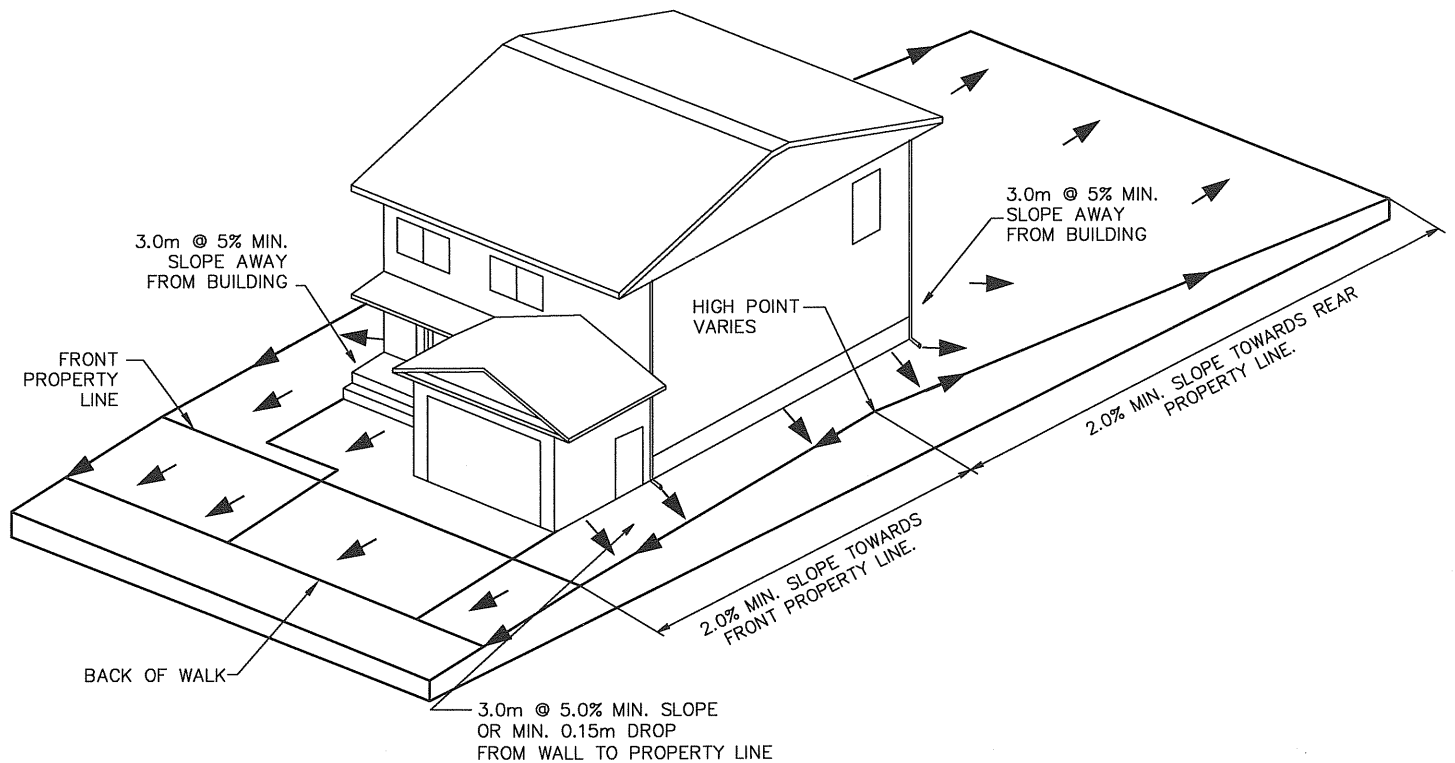 3.0m @ 5% MIN.
SLOPE AWAY
FROM BUILDING
3.0m @ 5% MIN.
SLOPE AWAY
FROM BUILDING
HIGH POINT
VARIES
FRONT
PROPERTY
LINE
2.0% MIN. SLOPE TOWARDS REAR
PROPERTY LINE.
2.0% MIN. SLOPE TOWARDS
FRONT PROPERTY LINE.
BACK OF WALK
3.0m @ 5.0% MIN. SLOPE
OR MIN. 0.15m DROP
FROM WALL TO PROPERTY LINE